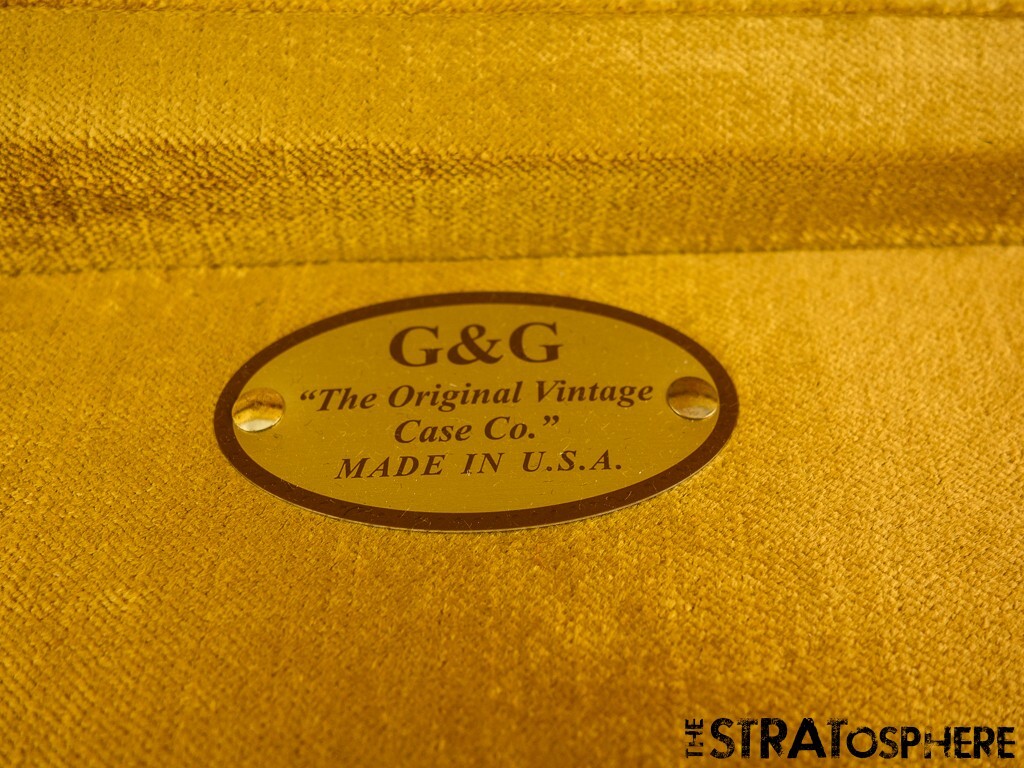 G&G
“The Original Vintage
Case Co.”
MADE IN U.S.A.
THE STRATOSPHERE